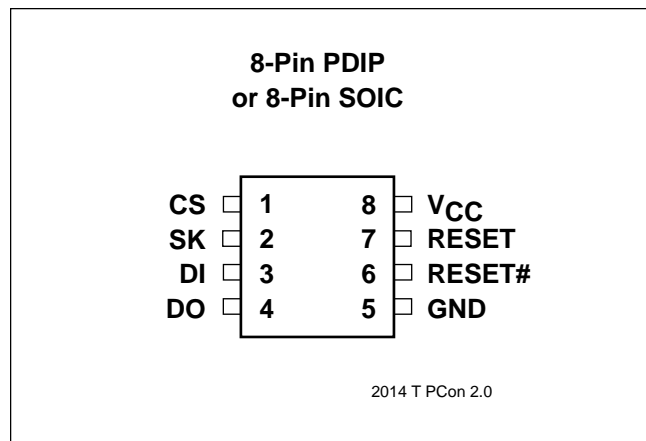 8-Pin PDIP
or 8-Pin SOIC
CS 1 8 VCC
SK 2 7 RESET
DI 3 6 RESET#
DO 4 5 GND
2014 T PCon 2.0